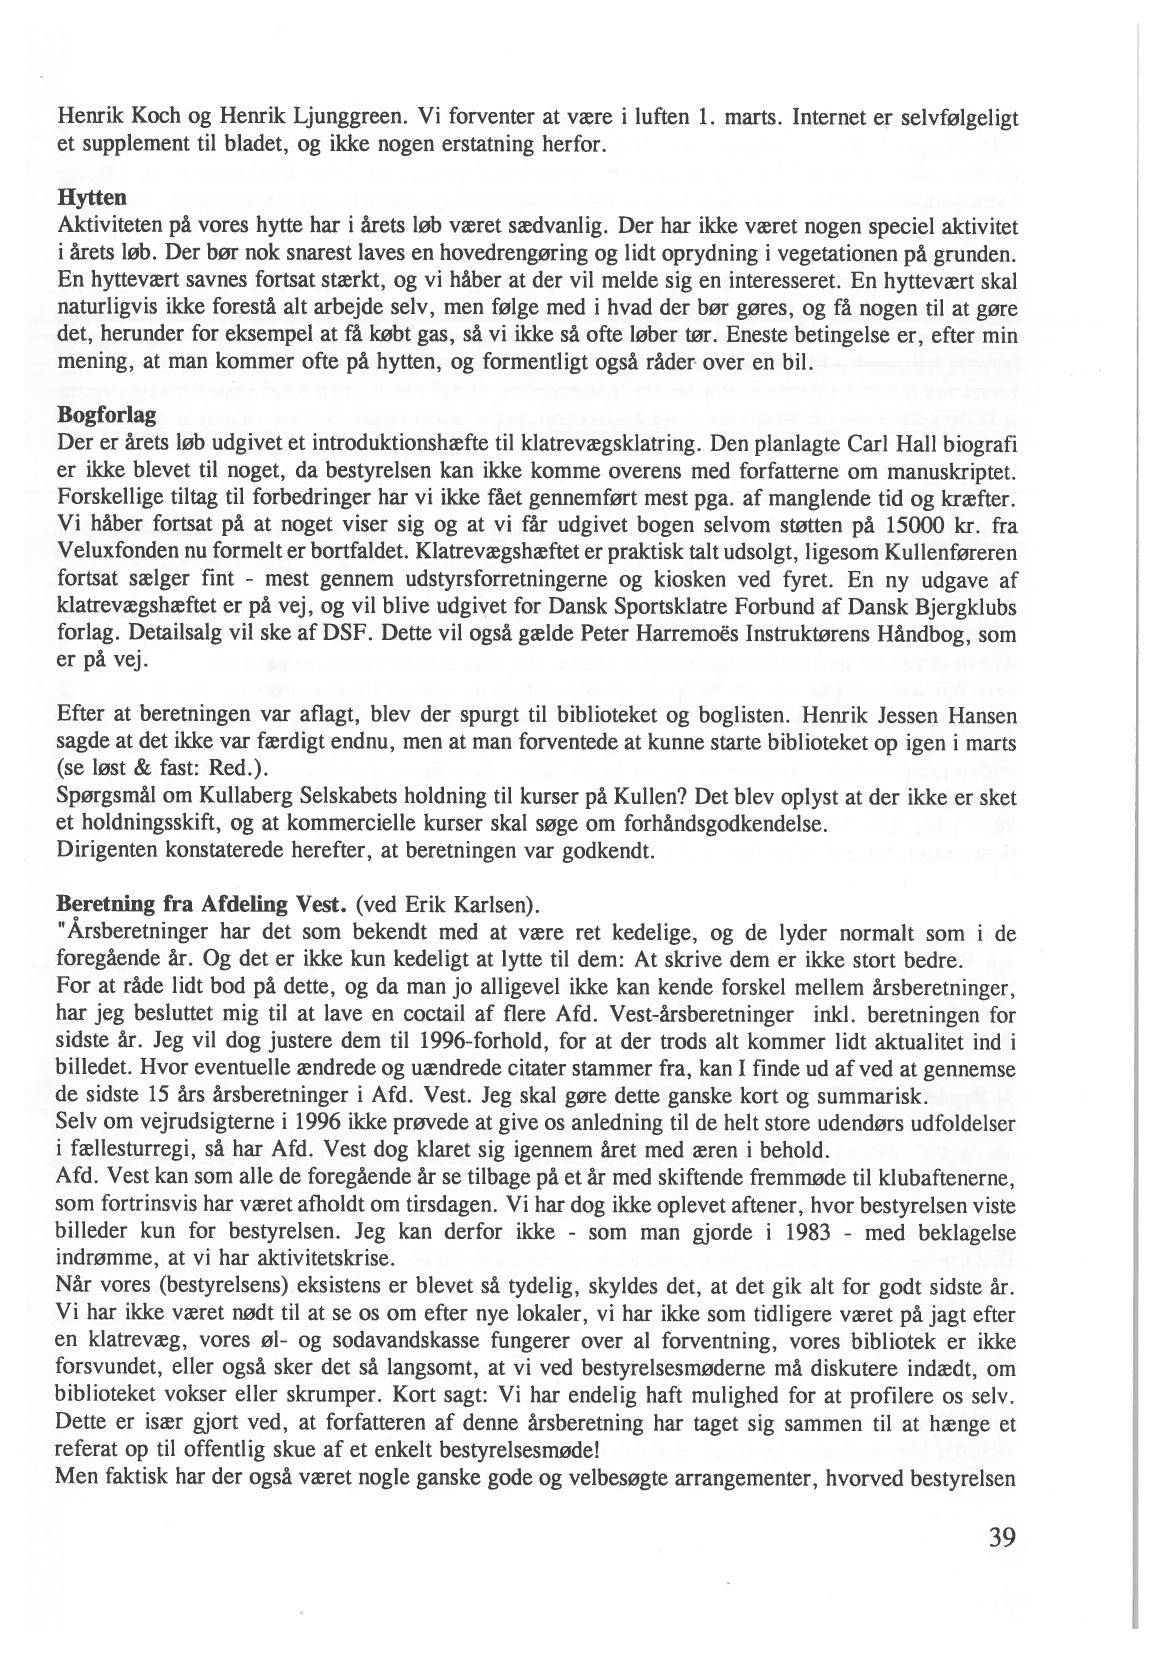 Henrik Koch og Henrik Ljunggreen. Vi forventer at være i luften 1. marts. Internet er selvfølgeligt
et supplement til bladet, og ikke nogen erstatning herfor.
Hytten
Aktiviteten på vores hytte har i årets løb været sædvanlig. Der har ikke været nogen speciel aktivitet
i årets løb. Der bør nok snarest laves en hovedrengøring og lidt oprydning i vegetationen på grunden.
En hyttevært savnes fortsat stærkt, og vi håber at der vil melde sig en interesseret. En hyttevært skal
naturligvis ikke forestå alt arbejde selv, men følge med i hvad der bør gøres, og få nogen til at gøre
det, herunder for eksempel at få købt gas, så vi ikke så ofte løber tør. Eneste betingelse er, efter min
mening, at man kommer ofte på hytten, og formentligt også råder over en bil.
Bogforlag
Der er årets løb udgivet et introduktionshæfte til klatrevægsklatring. Den planlagte Carl Hall biografi
er ikke blevet til noget, da bestyrelsen kan ikke komme overens med forfatterne om manuskriptet.
Forskellige tiltag til forbedringer har vi ikke fået gennemført mest pga. af manglende tid og kræfter.
Vi håber fortsat på at noget viser sig og at vi får udgivet bogen selvom støtten på 15000 kr. fra
Veluxfonden nu formelt er bortfaldet. Klatrevægshæftet er praktisk talt udsolgt, ligesom Kullenføreren
fortsat sælger fint - mest gennem udstyrsforretningerne og kiosken ved fyret. En ny udgave af
klatrevægshæftet er på vej, og vil blive udgivet for Dansk Sportsklatre Forbund af Dansk Bjergklubs
forlag. Detailsalg vil ske af DSF. Dette vil også gælde Peter Harremoës Instruktørens Håndbog, som
er på vej.
Efter at beretningen var aflagt, blev der spurgt til biblioteket og boglisten. Henrik Jessen Hansen
sagde at det ikke var færdigt endnu, men at man forventede at kunne starte biblioteket op igen i marts
(se løst & fast: Red.).
Spørgsmål om Kullaberg Selskabets holdning til kurser på Kullen? Det blev oplyst at der ikke er sket
et holdningsskift, og at kommercielle kurser skal søge om forhåndsgodkendelse.
Dirigenten konstaterede herefter, at beretningen var godkendt.
Beretning fra Afdeling Vest. (ved Erik Karlsen).
"Årsberetninger har det som bekendt med at være ret kedelige, og de lyder normalt som i de
foregående år. Og det er ikke kun kedeligt at lytte til dem: At skrive dem er ikke stort bedre.
For at råde lidt bod på dette, og da man jo alligevel ikke kan kende forskel mellem årsberetninger,
har jeg besluttet mig til at lave en coctail af flere Afd. Vest-årsberetninger inkl. beretningen for
sidste år. Jeg vil dog justere dem til 1996-forhold, for at der trods alt kommer lidt aktualitet ind i
billedet. Hvor eventuelle ændrede og uændrede citater stammer fra, kan I finde ud af ved at gennemse
de sidste 15 års årsberetninger i Afd. Vest. Jeg skal gøre dette ganske kort og summarisk.
Selv om vejrudsigterne i 1996 ikke prøvede at give os anledning til de helt store udendørs udfoldelser
i fællesturregi, så har Afd. Vest dog klaret sig igennem året med æren i behold.
Afd. Vest kan som alle de foregående år se tilbage på et år med skiftende fremmøde til klubaftenerne,
som fortrinsvis har været afholdt om tirsdagen. Vi har dog ikke oplevet aftener, hvor bestyrelsen viste
billeder kun for bestyrelsen. Jeg kan derfor ikke - som man gjorde i 1983 - med beklagelse
indrømme, at vi har aktivitetskrise.
Når vores (bestyrelsens) eksistens er blevet så tydelig, skyldes det, at det gik alt for godt sidste år.
Vi har ikke været nødt til at se os om efter nye lokaler, vi har ikke som tidligere været på jagt efter
en klatrevæg, vores øl- og sodavandskasse fungerer over al forventning, vores bibliotek er ikke
forsvundet, eller også sker det så langsomt, at vi ved bestyrelsesmøderne må diskutere indædt, om
biblioteket vokser eller skrumper. Kort sagt: Vi har endelig haft mulighed for at profilere os selv.
Dette er især gjort ved, at forfatteren af denne årsberetning har taget sig sammen til at hænge et
referat op til offentlig skue af et enkelt bestyrelsesmøde!
Men faktisk har der også været nogle ganske gode og velbesøgte arrangementer, hvorved bestyrelsen
39